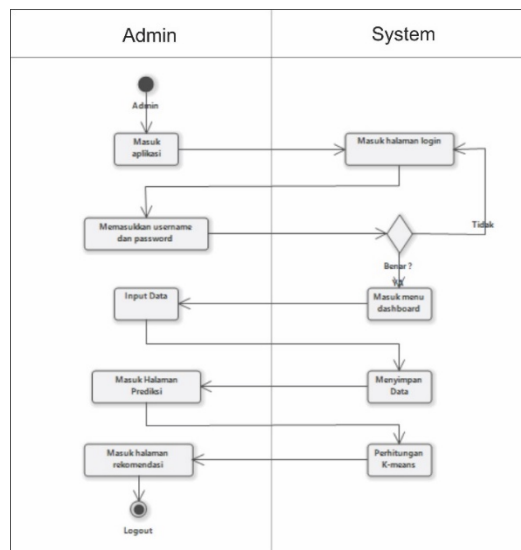 Admin
System
Admin
Masuk
aplikasi
Masuk halaman login
Memasukkan username
dan password
Tidak
Benar ?
Input Data
Masuk menu
dashboard
Masuk Halaman
Prediksi
Menyimpan
Data
Masuk halaman
rekomendasi
Perhitungan
K-means
Logout